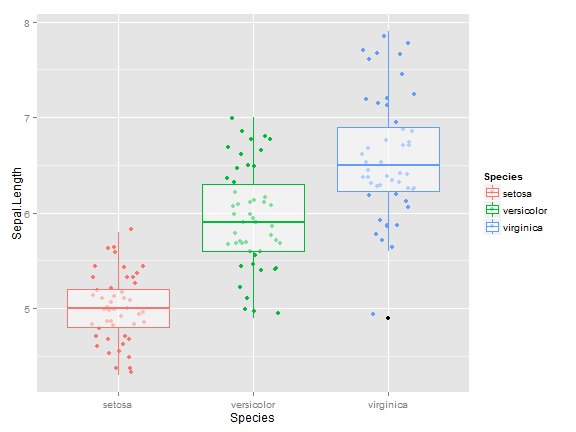 8
7
6
5
Sepal.Length
setosa
versicolor
virginica
Species
Species
setosa
versicolor
virginica